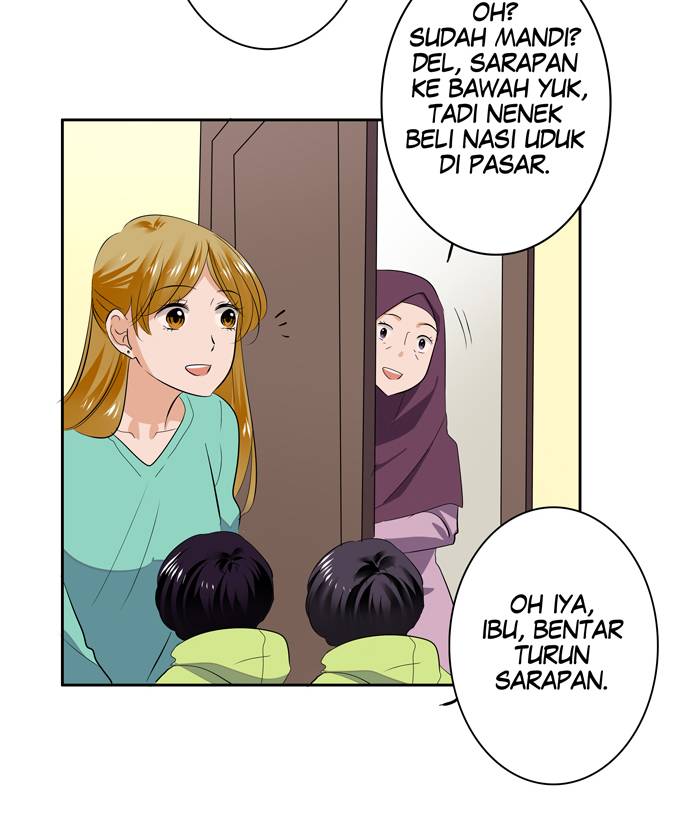 OH?
SUDAH MANDI?
DEL, SARAPAN
KE BAWAH YUK,
TADI NENEK
BELI NASI UDUK
DI PASAR.
OH IYA,
IBU, BENTAR
TURUN
SARAPAN.